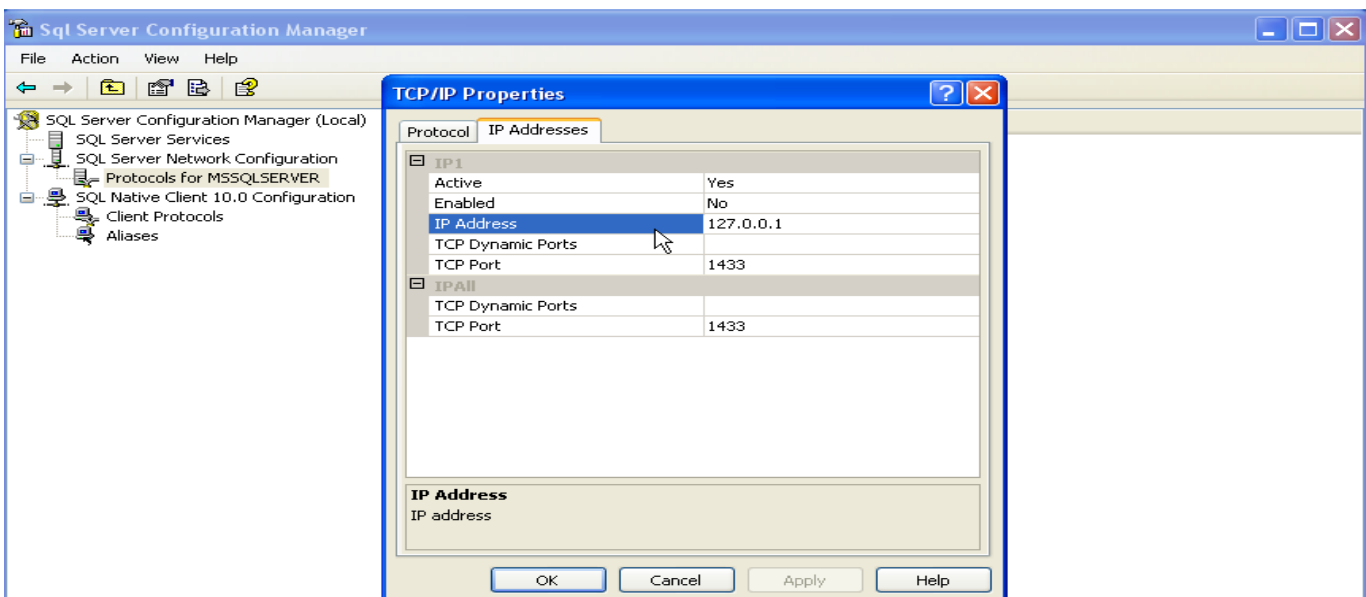 Sql Server Configuration Manager
File Action View Help
SQL Server Configuration Manager (Local)
SQL Server Services
SQL Server Network Configuration
Protocols for MSSQLSERVER
SQL Native Client 10.0 Configuration
Client Protocols
Aliases
TCP/IP Properties
Protocol IP Addresses
IP1
Active Yes
Enabled No
IP Address 127.0.0.1
TCP Dynamic Ports
TCP Port 1433
IPAll
TCP Dynamic Ports
TCP Port 1433
IP Address
IP address
OK Cancel Apply Help